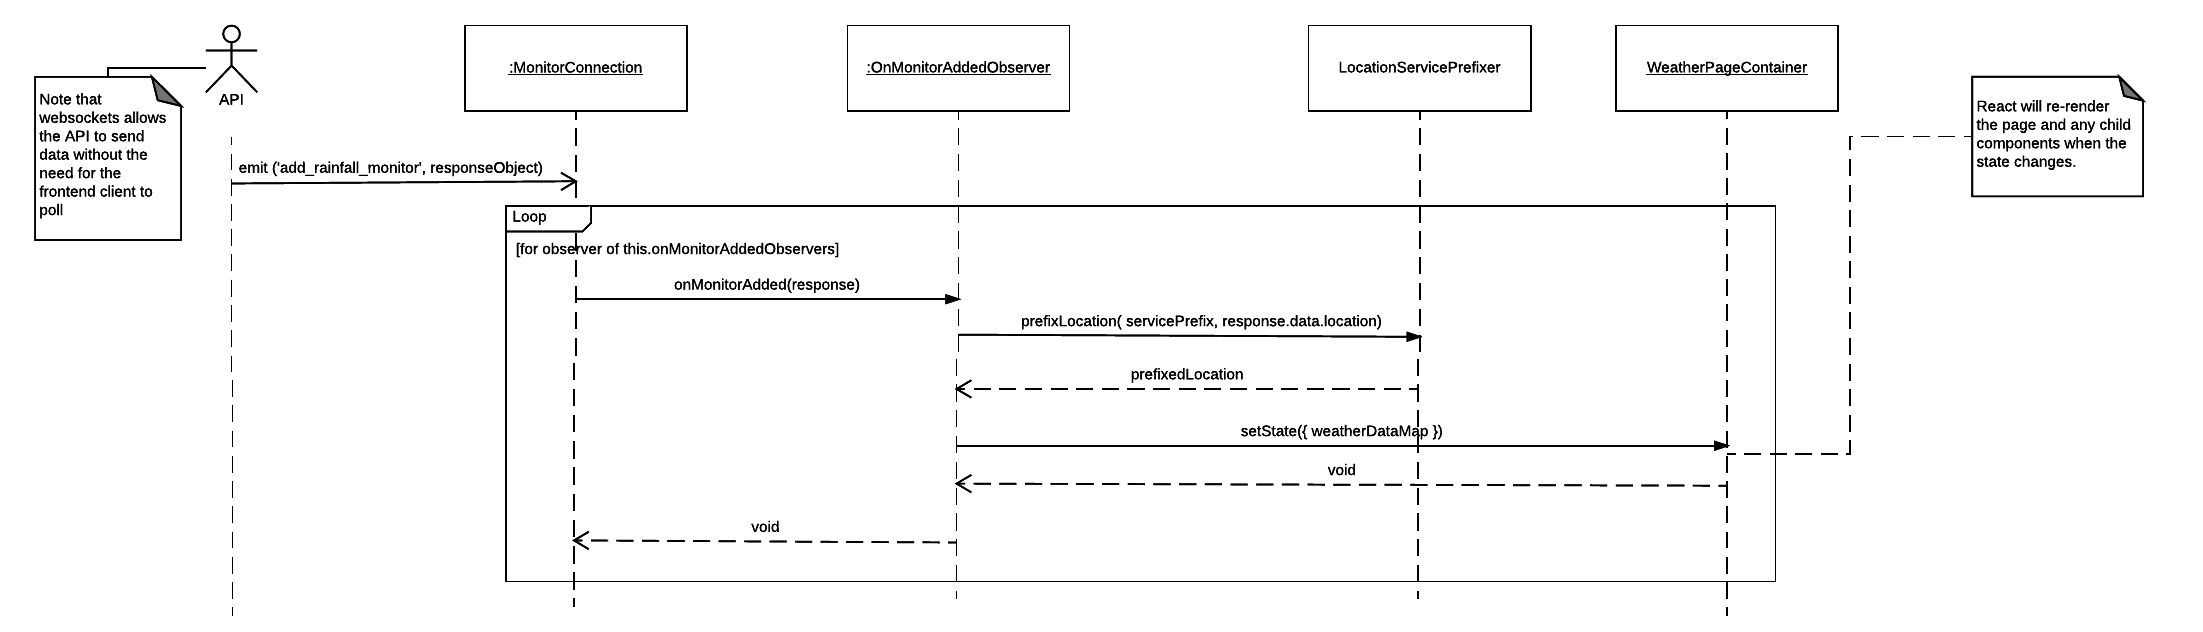 :MonitorConnection
:OnMonitorAddedObserver
LocationServicePrefixer
WeatherPageContainer
API
Note that
websockets allows
the API to send
data without the
need for the
frontend client to
poll
React will re-render
the page and any child
components when the
state changes.
emit ('add_rainfall_monitor', responseObject)
Loop
[for observer of this.onMonitorAddedObservers]
onMonitorAdded(response)
prefixLocation( servicePrefix, response.data.location)
prefixedLocation
setState({ weatherDataMap })
void
void